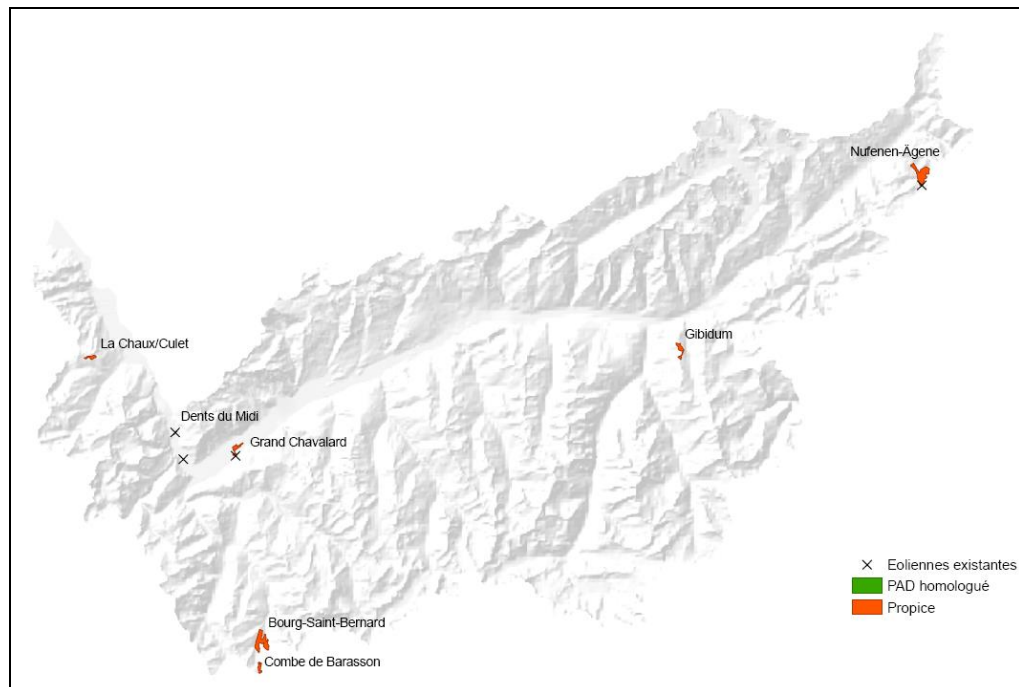 Nufenen-Ägene
La Chaux/Culet
Gibidum
Dents du Midi
Grand Chavalard
Eoliennes existantes
PAD homologué
Propice
Bourg-Saint-Bernard
Combe de Barasson